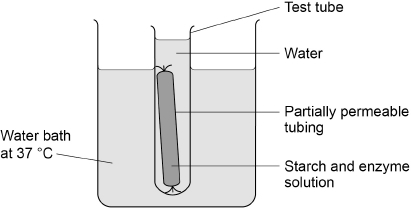 Test tube
Water
Partially permeable
tubing
Water bath
at 37 °C
Starch and enzyme
solution